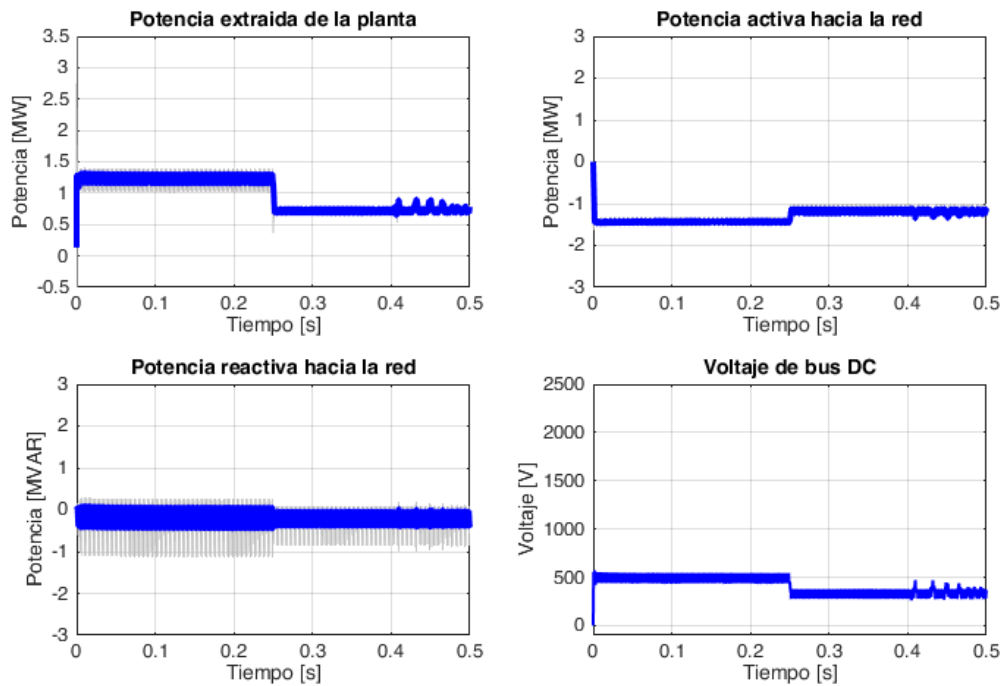 Potencia extraida de la planta
3.5
3
2.5
2
1.5
1
0.5
0
-0.5
Potencia [MW]
0 0.1 0.2 0.3 0.4 0.5
Tiempo [s]
Potencia activa hacia la red
3
2
1
0
-1
-2
-3
Potencia [MW]
0 0.1 0.2 0.3 0.4 0.5
Tiempo [s]
Potencia reactiva hacia la red
3
2
1
0
-1
-2
-3
Potencia [MVAR]
0 0.1 0.2 0.3 0.4 0.5
Tiempo [s]
Voltaje de bus DC
2500
2000
1500
1000
500
0
Voltaje [V]
0 0.1 0.2 0.3 0.4 0.5
Tiempo [s]